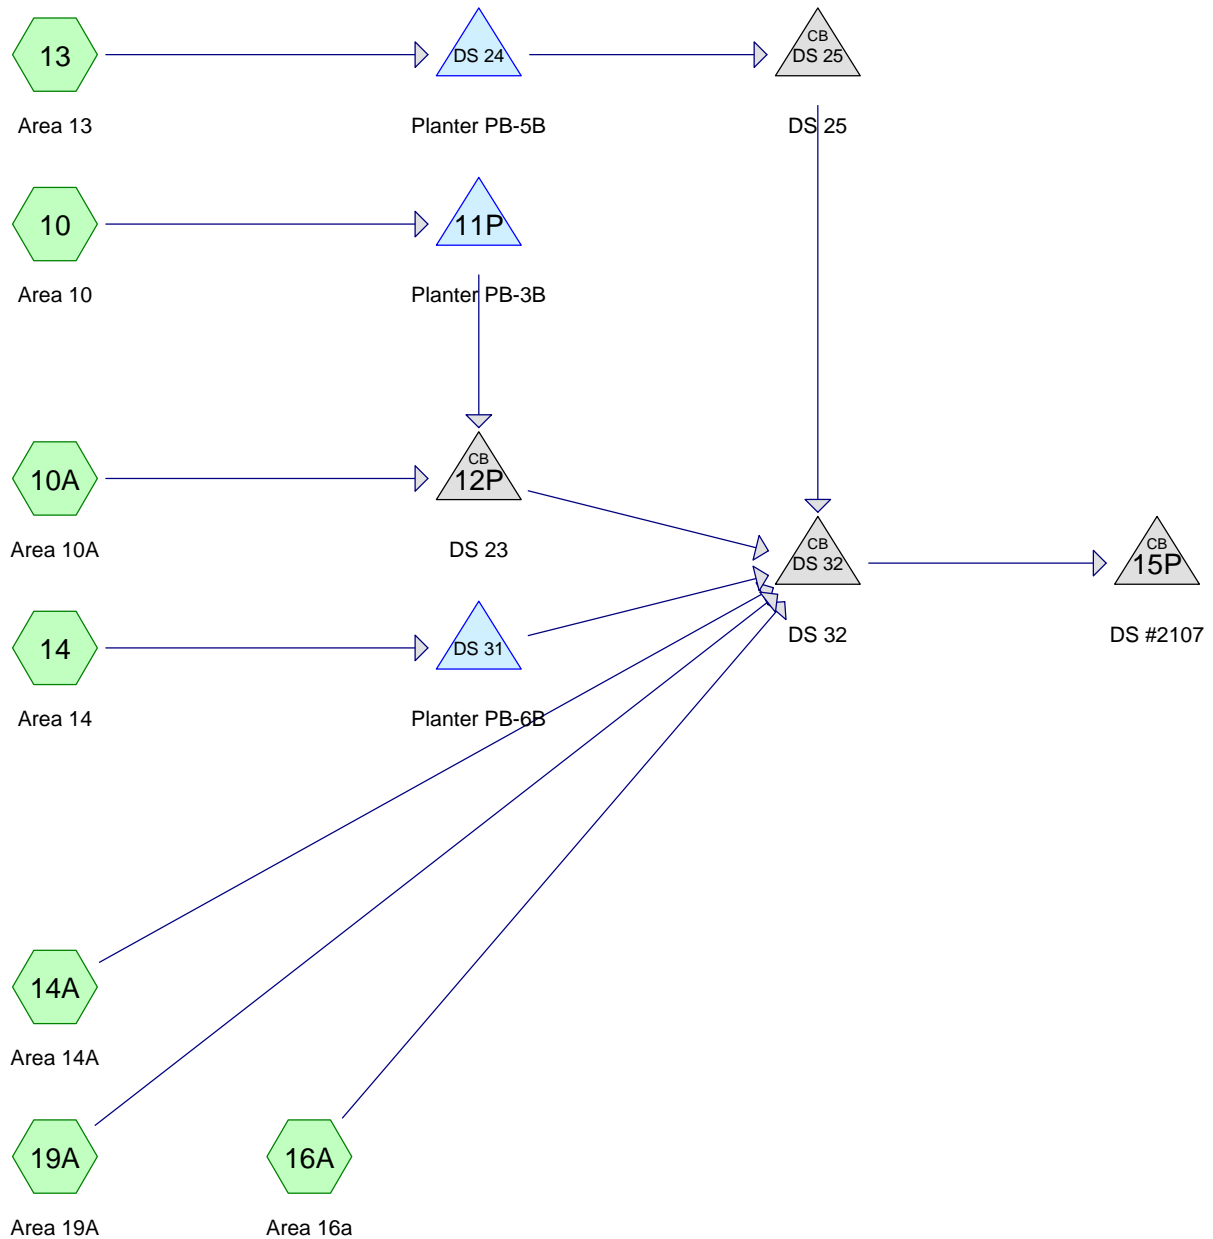 13
DS 24
CB
DS 25
Area 13
Planter PB-5B
DS 25
10
11P
Area 10
Planter PB-3B
10A
CB
12P
Area 10A
DS 23
CB
DS 32
CB
15P
DS 32
DS #2107
14
DS 31
Area 14
Planter PB-6B
14A
Area 14A
19A
16A
Area 19A
Area 16a